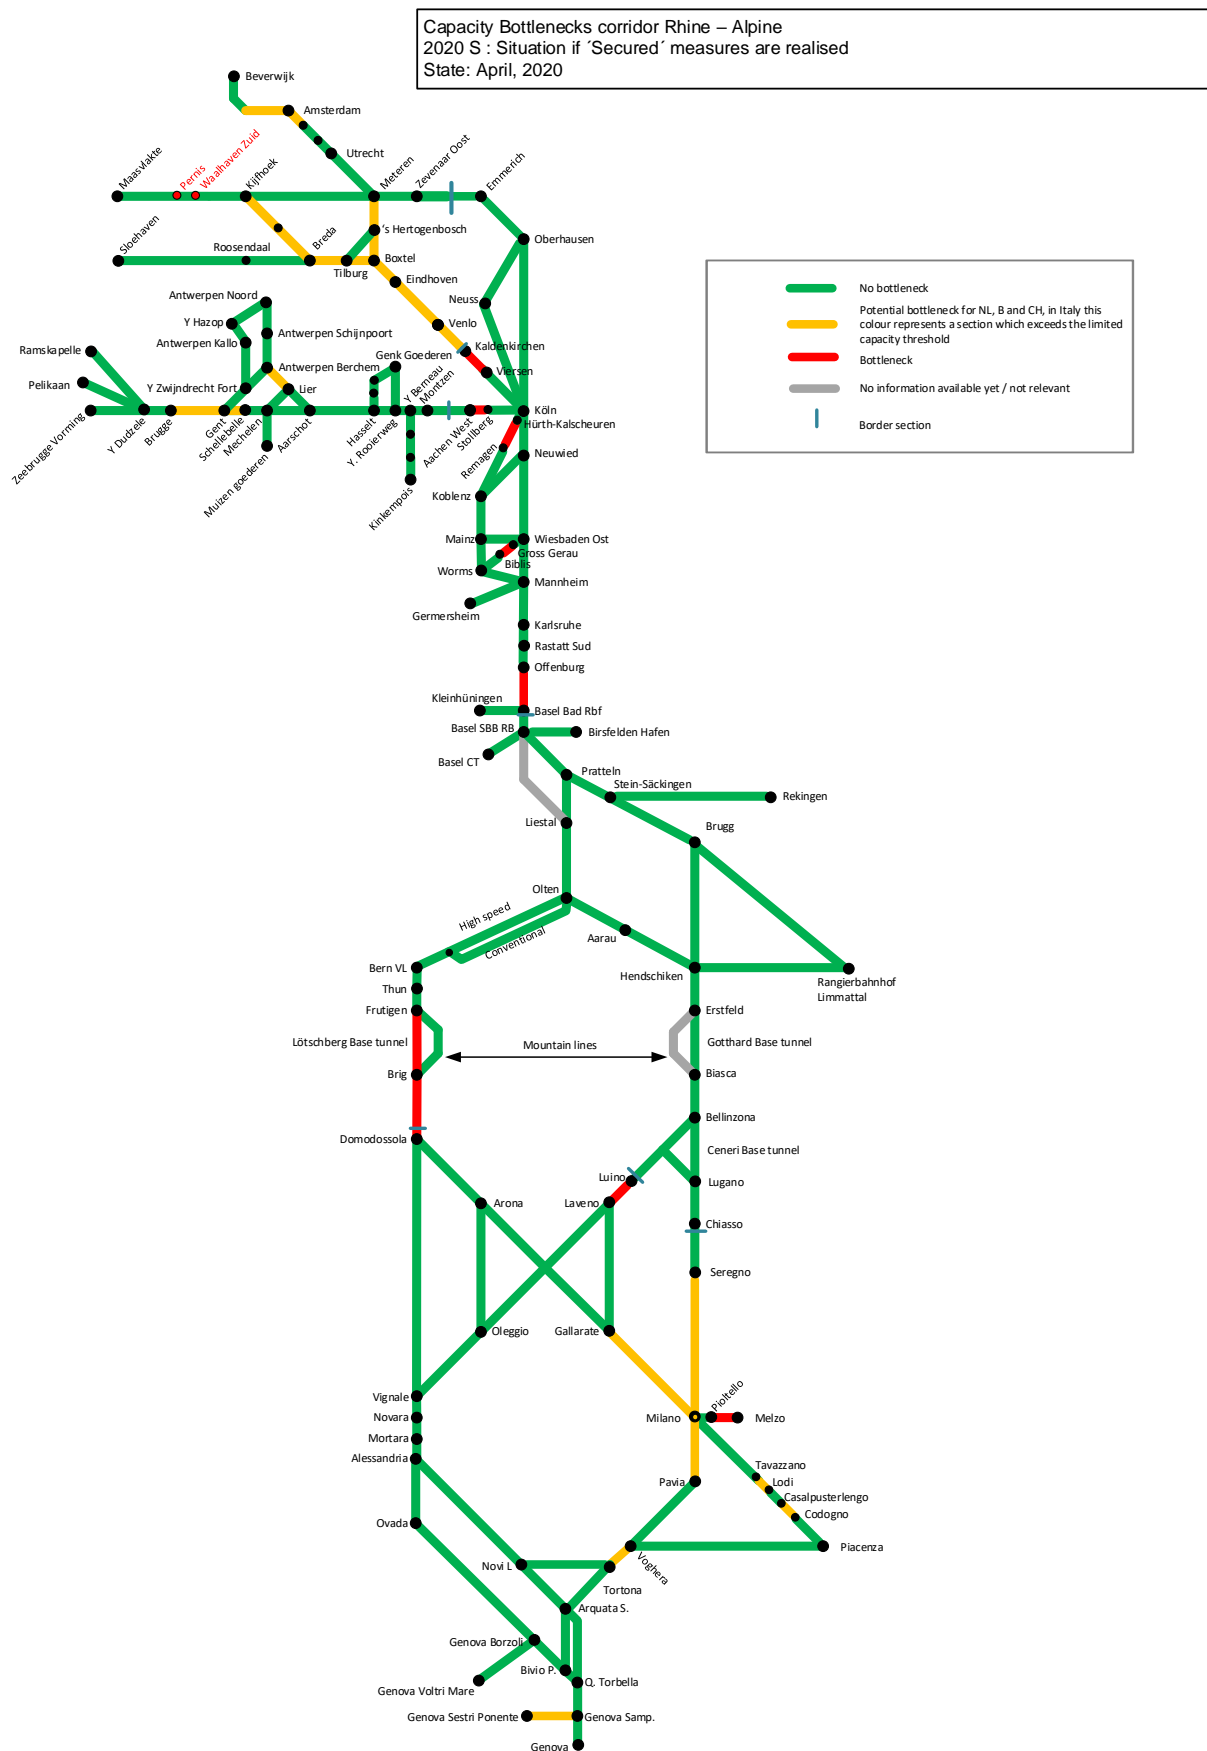 Capacity Bottlenecks corridor Rhine – Alpine
2020 S : Situation if ´Secured´ measures are realised
State: April, 2020
Beverwijk
Amsterdam
Utrecht
Maasvlakte
Pernis
Waalhaven Zuid
Kijfhoek
Meteren
Zevenaar Oost
Emmerich
Sloehaven
Roosendaal
Breda
Tilburg
's Hertogenbosch
Boxtel
Oberhausen
Eindhoven
Neuss
Venlo
Kaldenkirchen
Viersen
Antwerpen Noord
Y Hazop
Antwerpen Schijnpoort
Antwerpen Kallo
Ramskapelle
Pelikaan
Antwerpen Berchem
Genk Goederen
Y Zwijndrecht Fort
Lier
Y Berneau
Montzen
Zeebrugge Vorming
Y Dudzele
Brugge
Gent
Schellebelle
Mechelen
Muizen goederen
Aarschot
Hasselt
Y. Rooierweg
Kinkempois
Aachen West
Stollberg
Köln
Hürth-Kalscheuren
Remagen
Neuwied
Koblenz
Mainz
Wiesbaden Ost
Gross Gerau
Biblis
Worms
Mannheim
Germersheim
Karlsruhe
Rastatt Sud
Offenburg
Kleinhüningen
Basel Bad Rbf
Basel SBB RB
Birsfelden Hafen
Basel CT
Pratteln
Stein-Säckingen
Rekingen
Liestal
Brugg
Olten
High speed
Conventional
Aarau
Bern VL
Hendschiken
Rangierbahnhof
Limmattal
Thun
Frutigen
Erstfeld
Lötschberg Base tunnel
Mountain lines
Gotthard Base tunnel
Brig
Biasca
Bellinzona
Domodossola
Ceneri Base tunnel
Luino
Lugano
Arona
Laveno
Chiasso
Seregno
Oleggio
Gallarate
Vignale
Novara
Milano
Pioltello
Melzo
Mortara
Alessandria
Tavazzano
Lodi
Pavia
Casalpusterlengo
Codogno
Ovada
Piacenza
Novi L
Voghera
Tortona
Arquata S.
Genova Borzoli
Bivio P.
Q. Torbella
Genova Voltri Mare
Genova Sestri Ponente
Genova Samp.
Genova
No bottleneck
Potential bottleneck for NL, B and CH, in Italy this
colour represents a section which exceeds the limited
capacity threshold
Bottleneck
No information available yet / not relevant
Border section